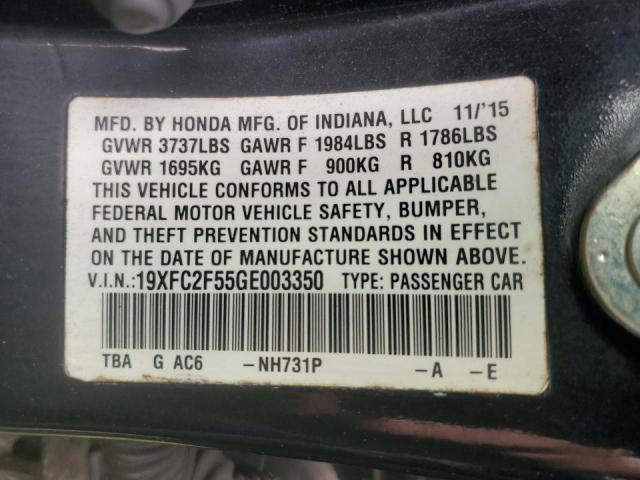 MFD. BY HONDA MFG. OF INDIANA, LLC 11/'15
GVWR 3737LBS GAWR F 1984LBS R 1786LBS
GVWR 1695KG GAWR F 900KG R 810KG
THIS VEHICLE CONFORMS TO ALL APPLICABLE
FEDERAL MOTOR VEHICLE SAFETY, BUMPER,
AND THEFT PREVENTION STANDARDS IN EFFECT
ON THE DATE OF MANUFACTURE SHOWN ABOVE.
V.I.N.:19XFC2F55GE003350 TYPE: PASSENGER CAR
TBA G AC6 -NH731P -A -E